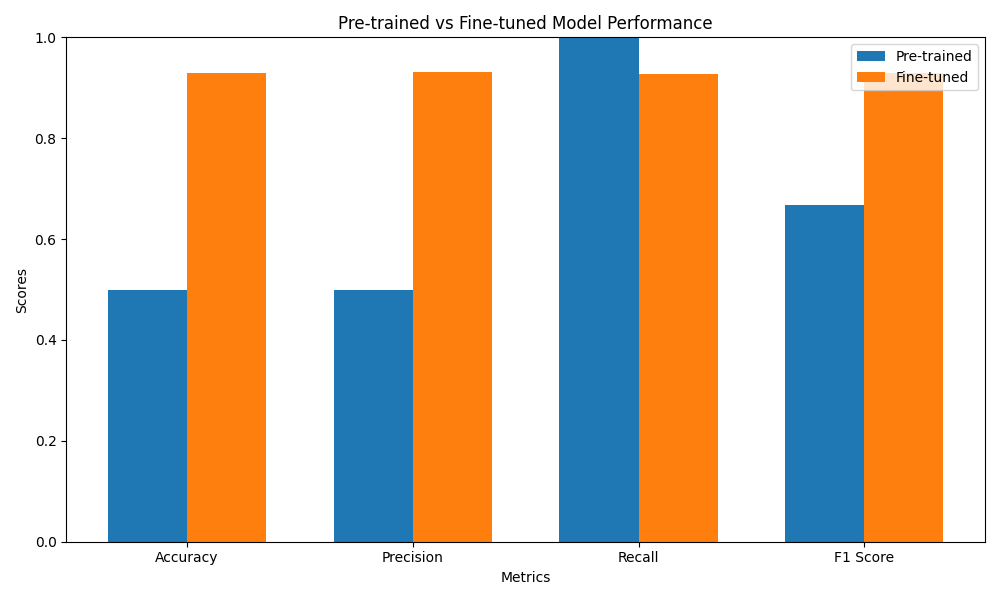 Pre-trained vs Fine-tuned Model Performance
Pre-trained
Fine-tuned
1.0
0.8
0.6
0.4
0.2
0.0
Scores
Accuracy
Precision
Recall
F1 Score
Metrics